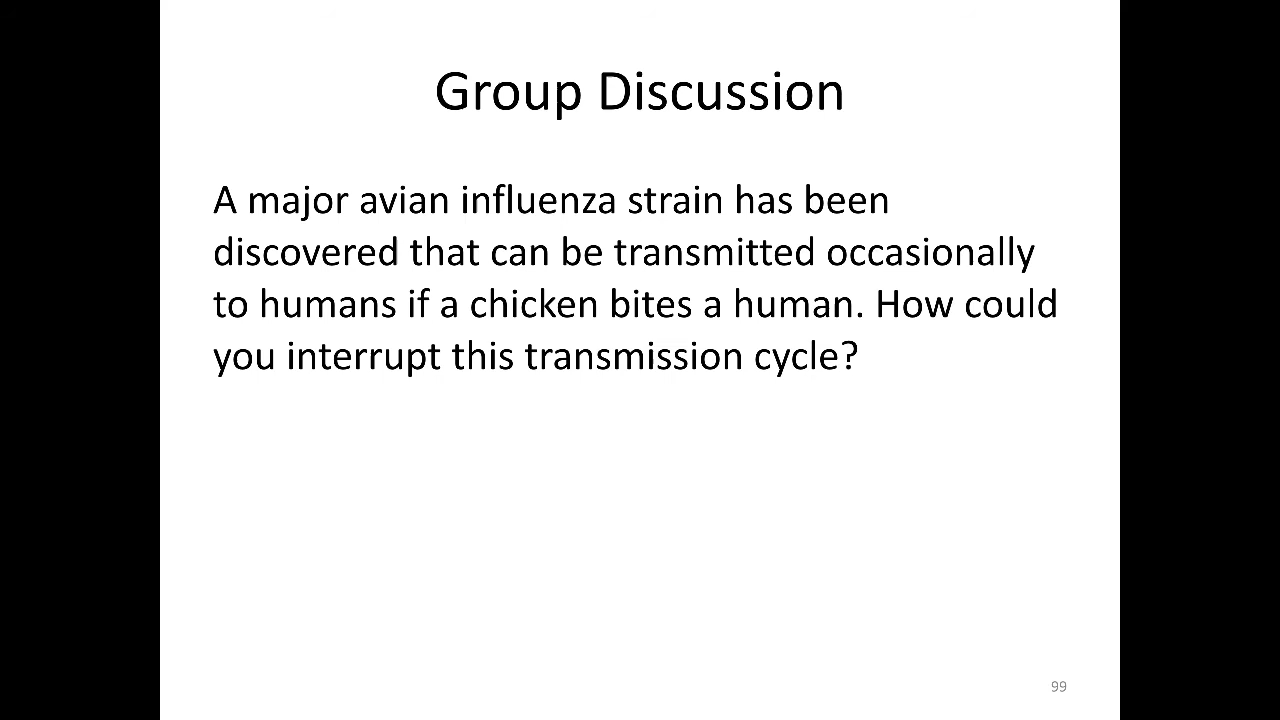 Group Discussion
A major avian influenza strain has been
discovered that can be transmitted occasionally
to humans if a chicken bites a human. How could
you interrupt this transmission cycle?
99